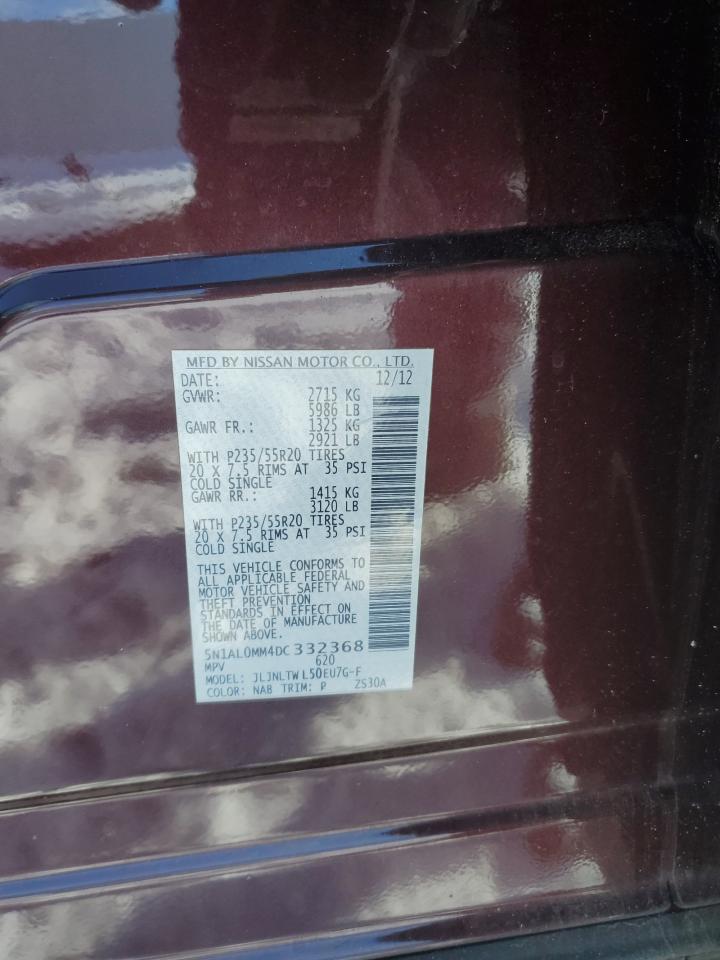 MFD BY NISSAN MOTOR CO., LTD.
DATE: 12/12
GVWR: 2715 KG
5986 LB
GAWR FR.: 1325 KG
2921 LB
WITH P235/55R20 TIRES
20 X 7.5 RIMS AT 35 PSI
COLD SINGLE
GAWR RR.: 1415 KG
3120 LB
WITH P235/55R20 TIRES
20 X 7.5 RIMS AT 35 PSI
COLD SINGLE
THIS VEHICLE CONFORMS TO
ALL APPLICABLE FEDERAL
MOTOR VEHICLE SAFETY AND
THEFT PREVENTION
STANDARDS IN EFFECT ON
THE DATE OF MANUFACTURE
SHOWN ABOVE.
5N1AL0MM4DC 332368
MPV 620
MODEL: JLJNLTW L50EU7G-F
COLOR: NAB TRIM: P ZS30A